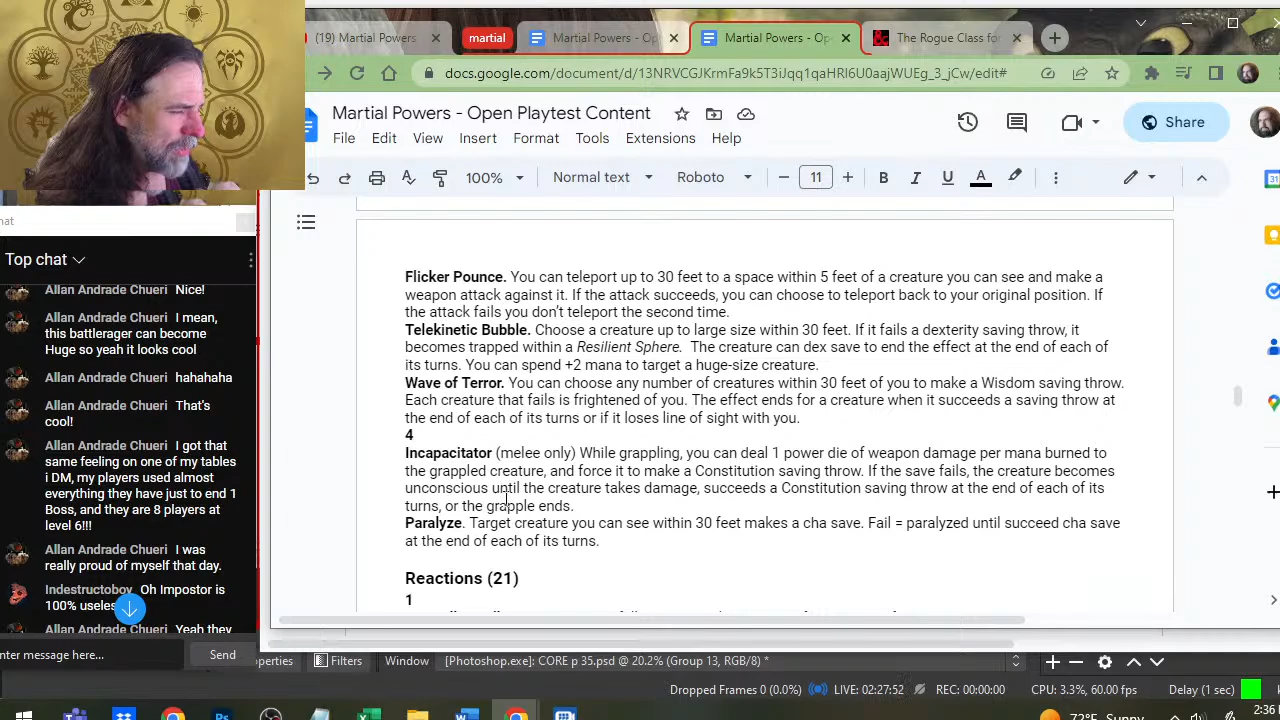 (19) Martial Powers
martial
Martial Powers - Op
Martial Powers - Op
The Rogue Class for
docs.google.com/document/d/13NRVCGJKrmFa9k5T3iJqq1qaHRl6U0aajWUEg_3_jCw/edit#
Martial Powers - Open Playtest Content
File Edit View Insert Format Tools Extensions Help
Share
100% Normal text Roboto 11 B I U A
31
Top chat
Allan Andrade Chueri Nice!
Allan Andrade Chueri I mean,
this battlerager can become
Huge so yeah it looks cool
Allan Andrade Chueri hahahaha
Allan Andrade Chueri That's
cool!
Allan Andrade Chueri I got that
same feeling on one of my tables
i DM, my players used almost
everything they have just to end 1
Boss, and they are 8 players at
level 6!!!
Allan Andrade Chueri I was
really proud of myself that day.
Indestructoboy Oh Impostor is
100% useles
Allan Andrade Chueri Yeah they
nter message here...
Send
Flicker Pounce. You can teleport up to 30 feet to a space within 5 feet of a creature you can see and make a
weapon attack against it. If the attack succeeds, you can choose to teleport back to your original position. If
the attack fails you don't teleport the second time.
Telekinetic Bubble. Choose a creature up to large size within 30 feet. If it fails a dexterity saving throw, it
becomes trapped within a Resilient Sphere. The creature can dex save to end the effect at the end of each of
its turns. You can spend +2 mana to target a huge-size creature.
Wave of Terror. You can choose any number of creatures within 30 feet of you to make a Wisdom saving throw.
Each creature that fails is frightened of you. The effect ends for a creature when it succeeds a saving throw at
the end of each of its turns or if it loses line of sight with you.
4
Incapacitator (melee only) While grappling, you can deal 1 power die of weapon damage per mana burned to
the grappled creature, and force it to make a Constitution saving throw. If the save fails, the creature becomes
unconscious until the creature takes damage, succeeds a Constitution saving throw at the end of each of its
turns, or the grapple ends.
Paralyze. Target creature you can see within 30 feet makes a cha save. Fail = paralyzed until succeed cha save
at the end of each of its turns.
Reactions (21)
1
operties Filters Window [Photoshop.exe]: CORE p 35.psd @ 20.2% (Group 13, RGB/8) *
Dropped Frames 0 (0.0%) LIVE: 02:27:52 REC: 00:00:00 CPU: 3.3%, 60.00 fps Delay (1 sec)
72°F Sunny 2:36